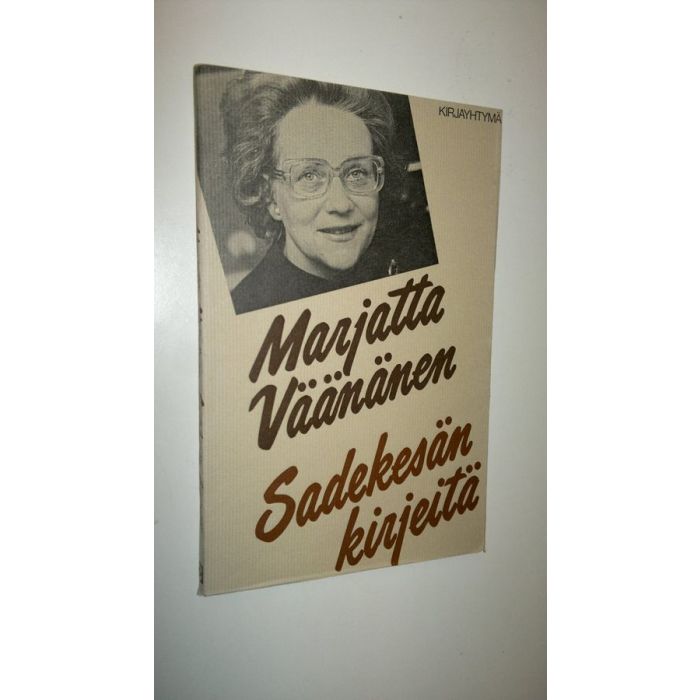 KIRJAYHTYMÄ
Marjatta
Väänänen
Sadekesän
kirjeitä